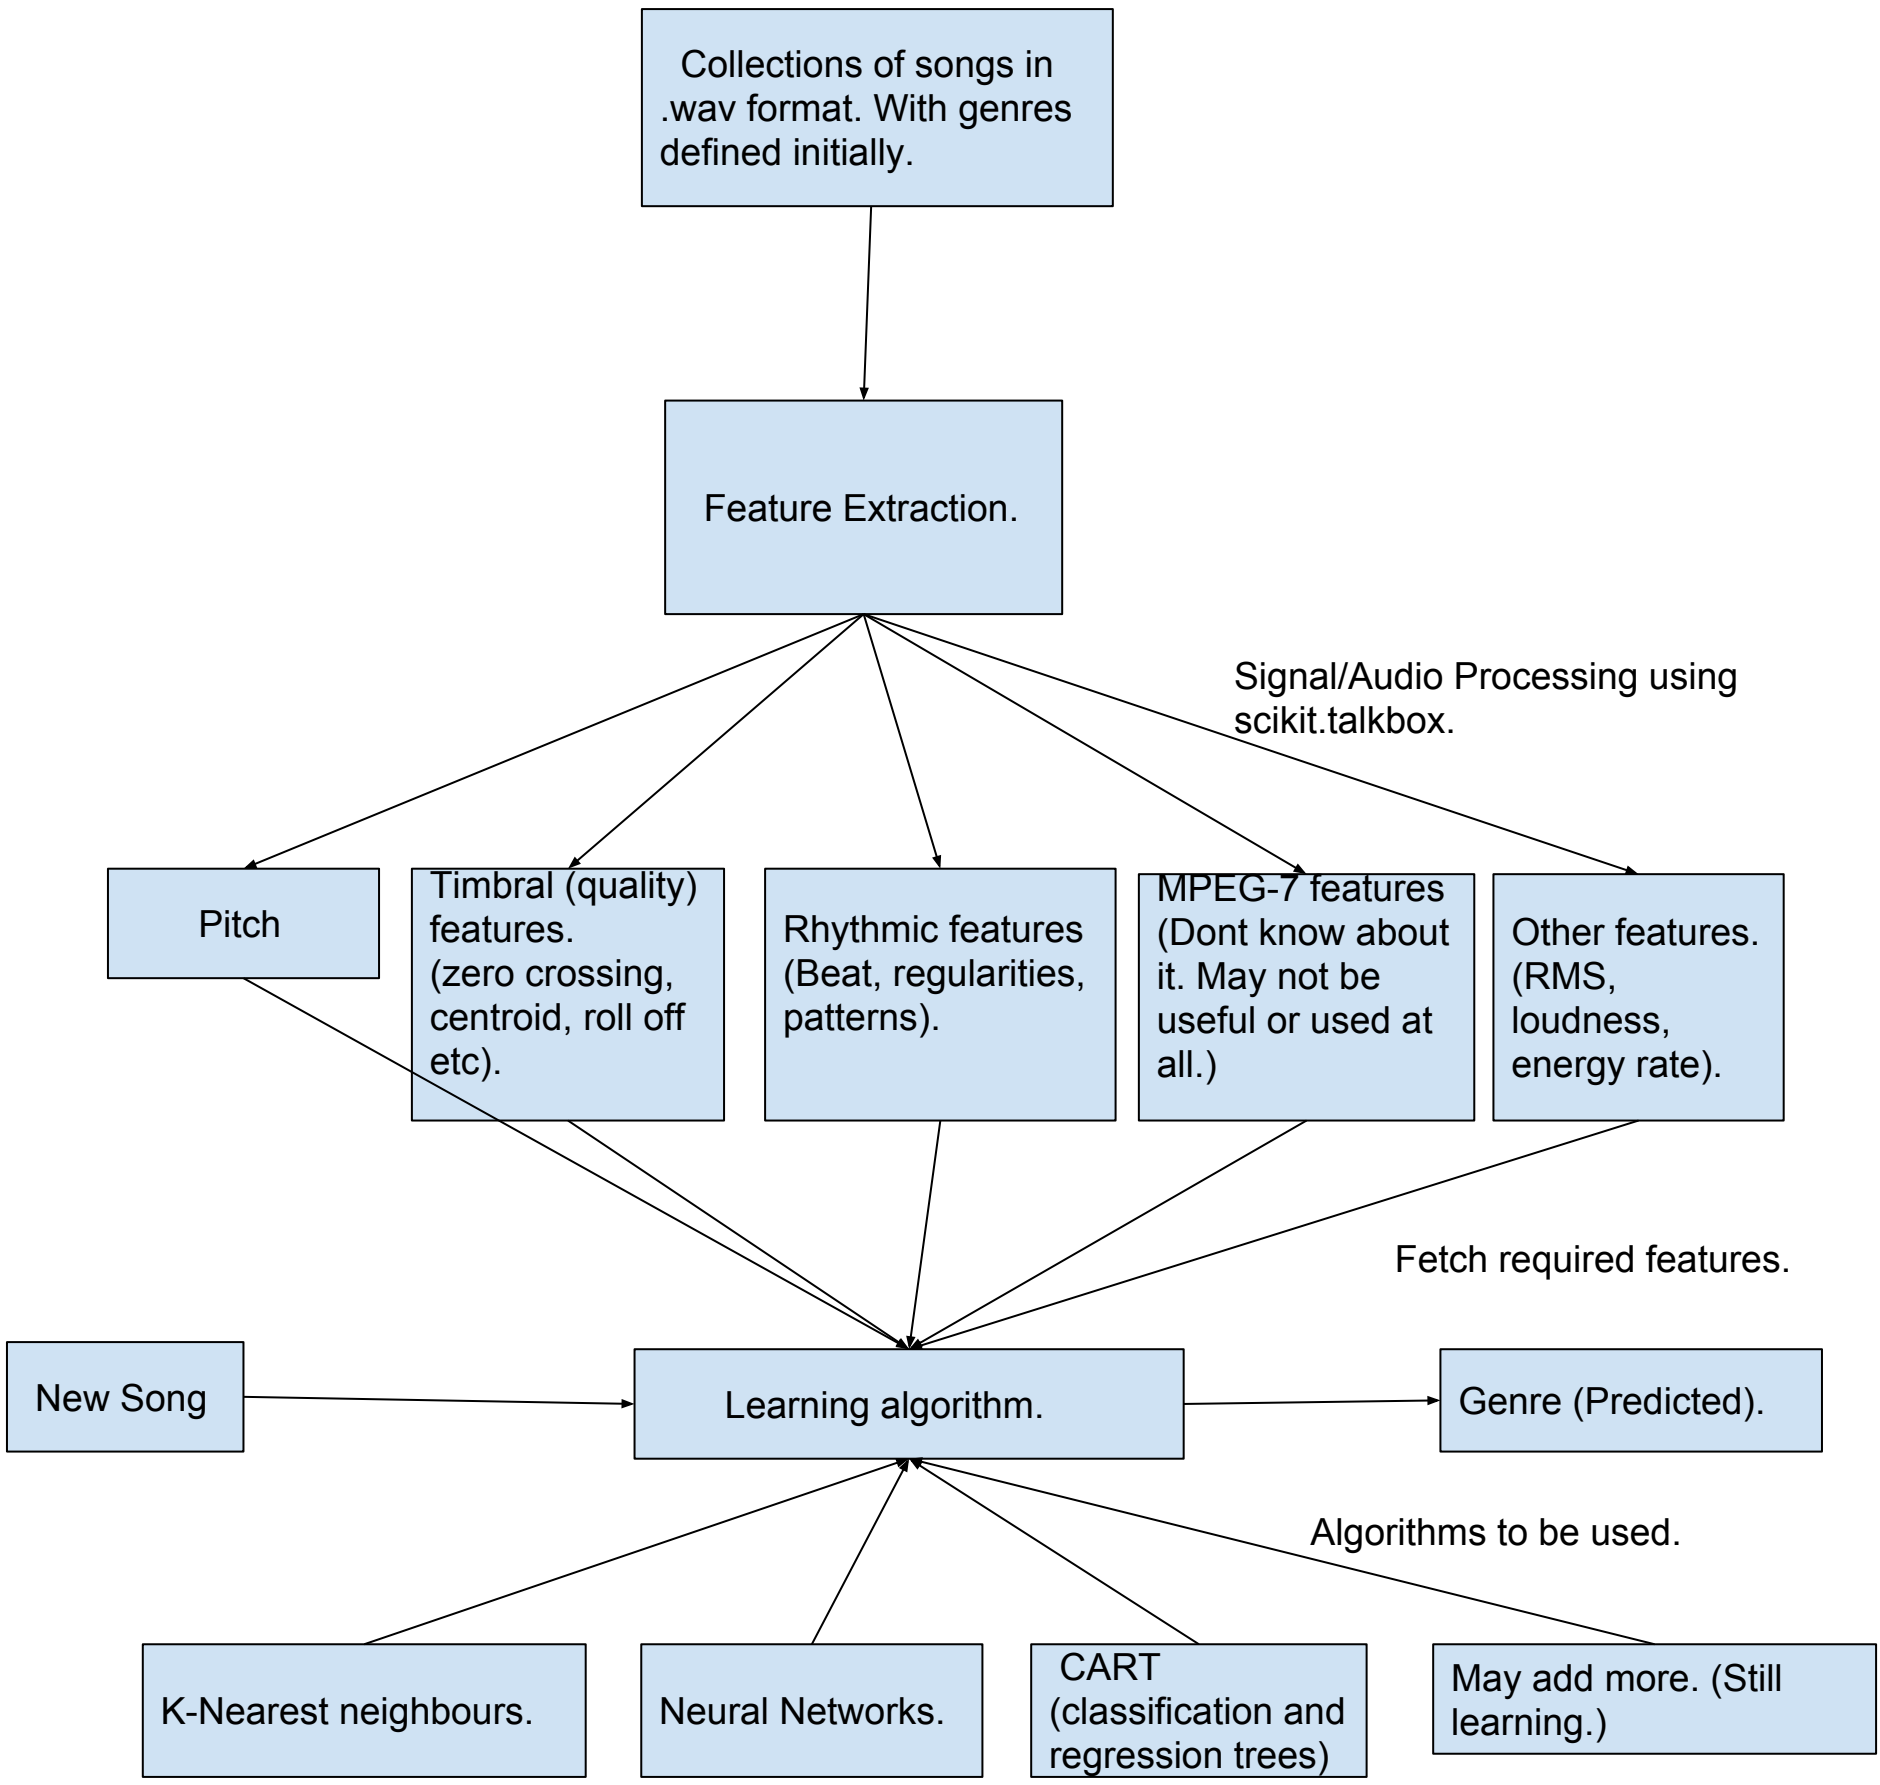 Collections of songs in
.wav format. With genres
defined initially.
Feature Extraction.
Signal/Audio Processing using
scikit.talkbox.
Pitch
Timbral (quality)
features.
(zero crossing,
centroid, roll off
etc).
Rhythmic features
(Beat, regularities,
patterns).
MPEG-7 features
(Dont know about
it. May not be
useful or used at
all.)
Other features.
(RMS,
loudness,
energy rate).
Fetch required features.
New Song
Learning algorithm.
Genre (Predicted).
Algorithms to be used.
K-Nearest neighbours.
Neural Networks.
CART
(classification and
regression trees)
May add more. (Still
learning.)